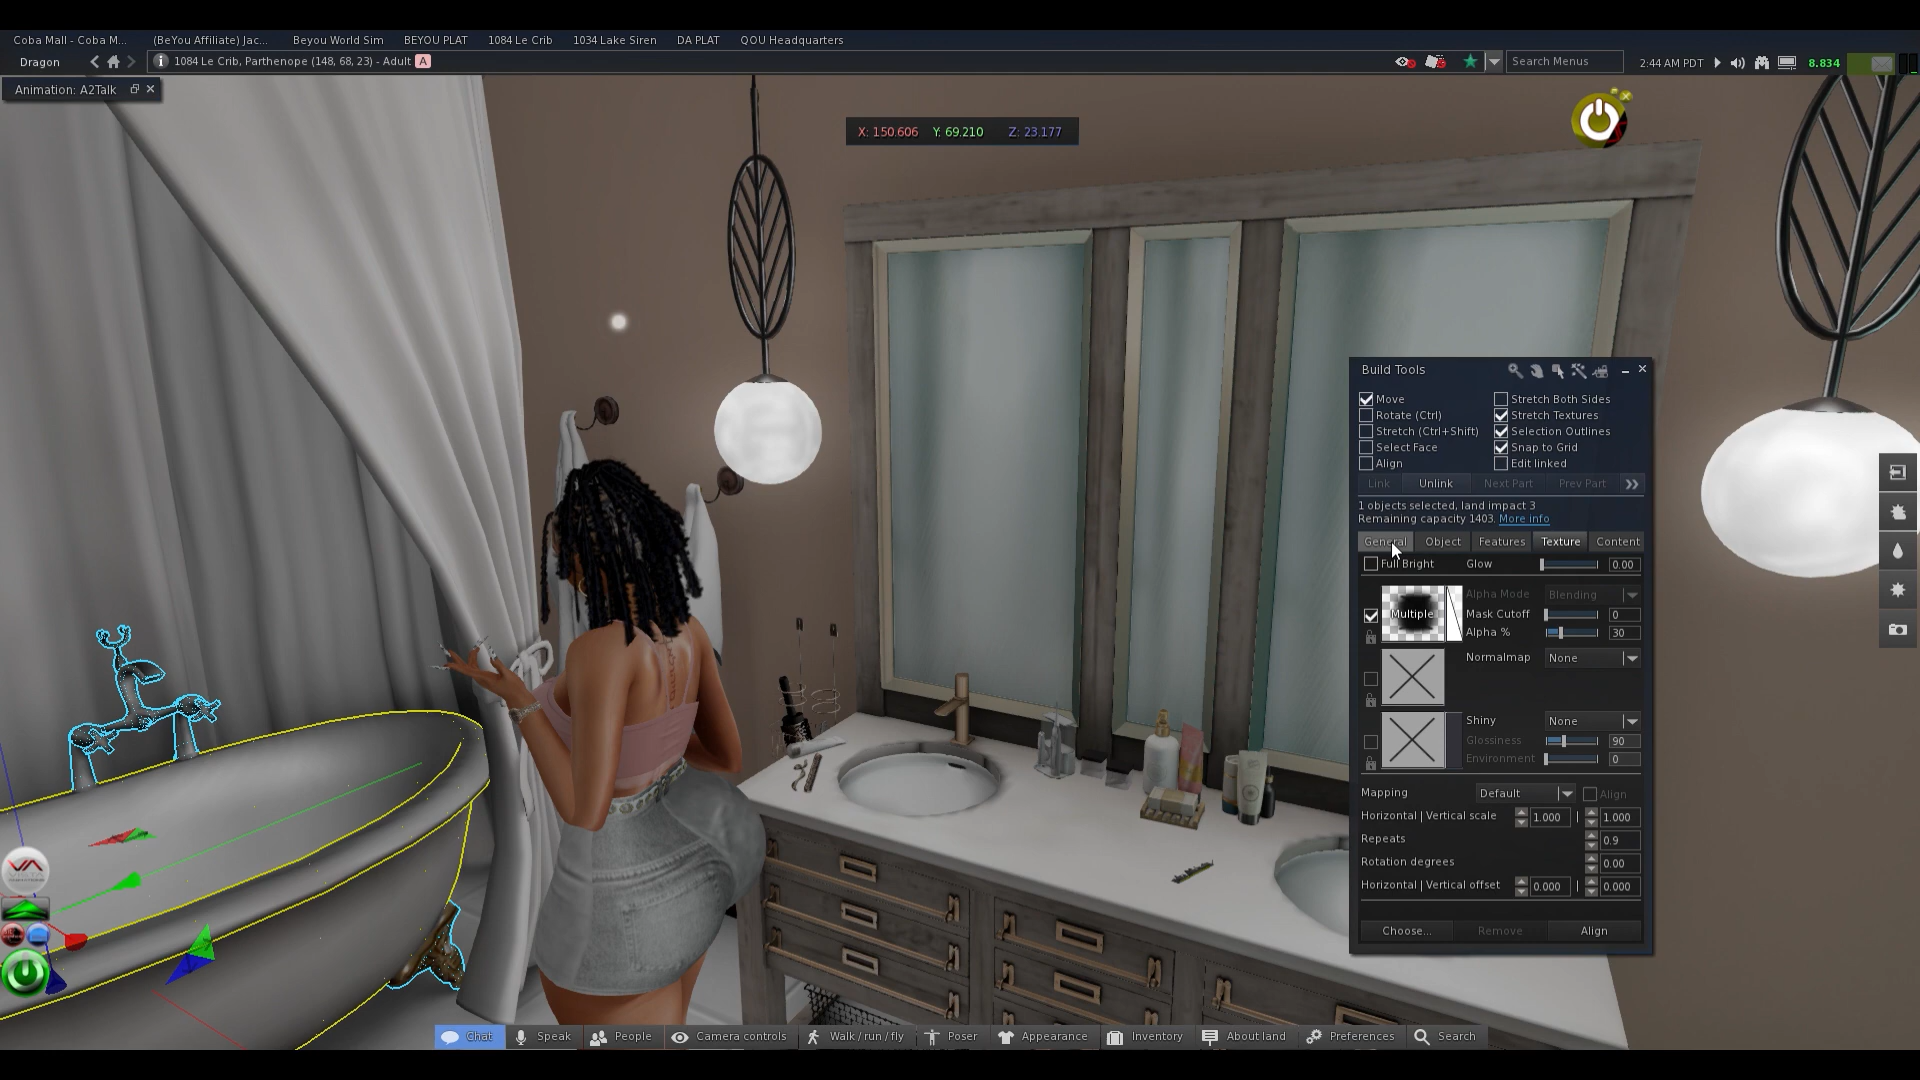 Coba Mall - Coba M... (BeYou Affiliate) Jac... Beyou World Sim BEYOU PLAT 1084 Le Crib 1034 Lake Siren DA PLAT QOU Headquarters
Dragon 1084 Le Crib, Parthenope (148, 68, 23) - Adult A Search Menus 2:44 AM PDT 8.834
Animation: A2Talk
X: 150.606 Y: 69.210 Z: 23.177
Build Tools
Move Stretch Both Sides
Rotate (Ctrl) Stretch Textures
Stretch (Ctrl+Shift) Selection Outlines
Select Face Snap to Grid
Align Edit linked
Link Unlink Next Part Prev Part
1 objects selected, land impact 3
Remaining capacity 1403. More info
General Object Features Texture Content
Full Bright Glow 0.00
Alpha Mode Blending
Multiple Mask Cutoff 0
Alpha % 30
Normalmap None
Shiny None
Glossiness 90
Environment 0
Mapping Default Align
Horizontal | Vertical scale 1.000 | 1.000
Repeats 0.9
Rotation degrees 0.00
Horizontal | Vertical offset 0.000 | 0.000
Choose... Remove Align
Chat Speak People Camera controls Walk / run / fly Poser Appearance Inventory About land Preferences Search